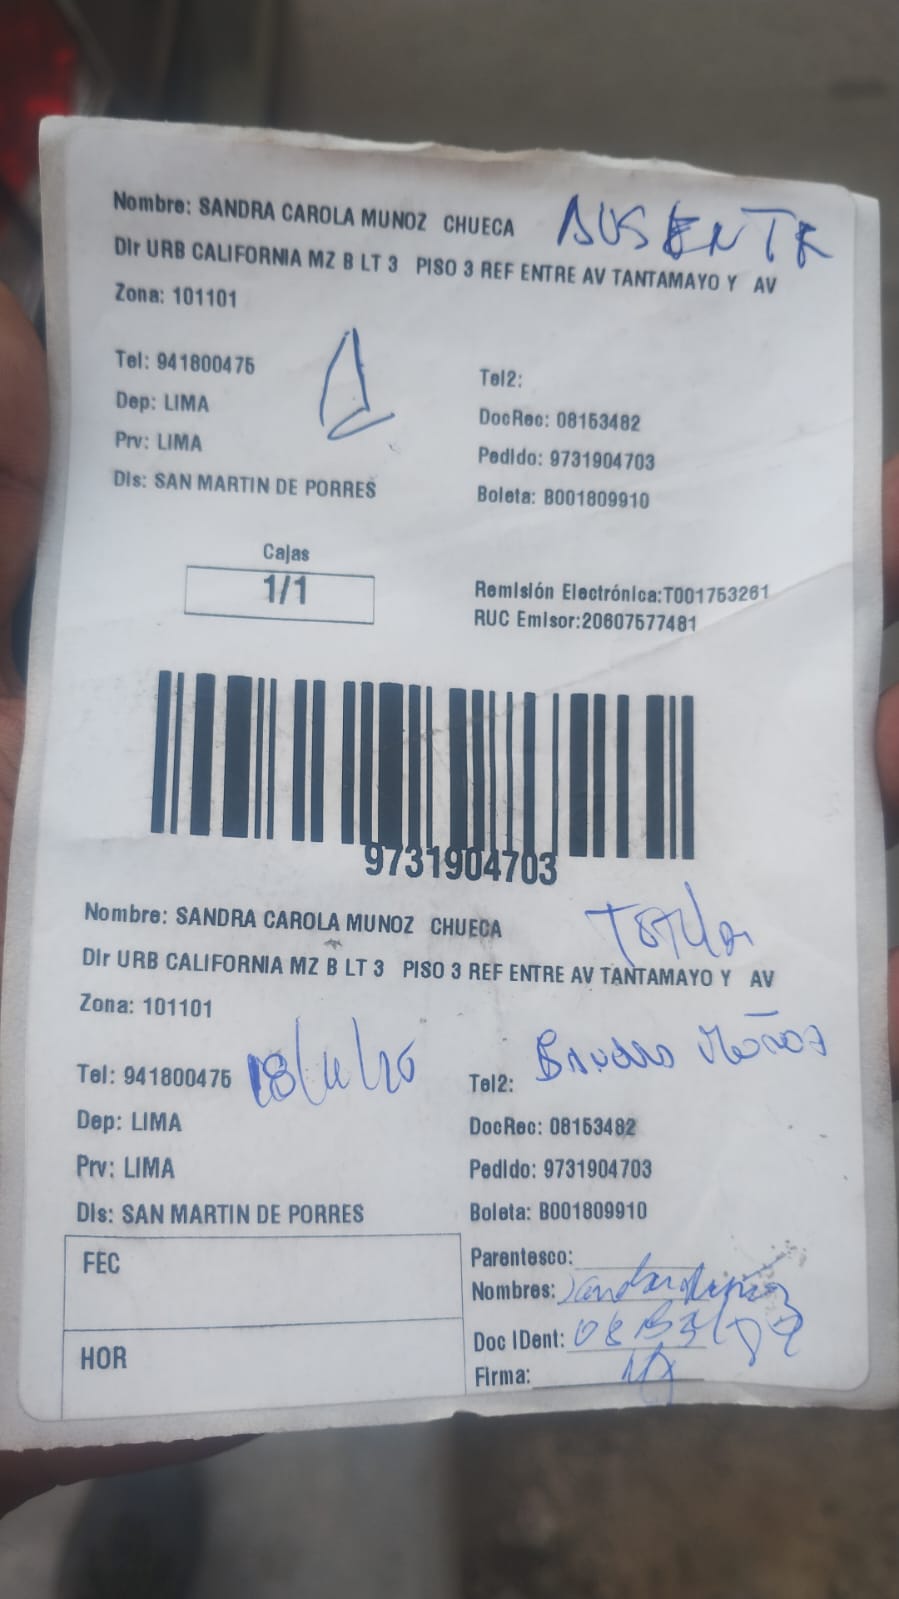 Nombre: SANDRA CAROLA MUNOZ CHUECA AUSENTE
Dir URB CALIFORNIA MZ B LT 3 PISO 3 REF ENTRE AV TANTAMAYO Y AV
Zona: 101101
Tel: 941800475 Tel2:
Dep: LIMA DocRec: 08153482
Prv: LIMA Pedido: 9731904703
Dis: SAN MARTIN DE PORRES Boleta: B001809910
Cajas
1/1
Remisión Electrónica:T001753261
RUC Emisor:20607577481
9731904703
Nombre: SANDRA CAROLA MUNOZ CHUECA
Dir URB CALIFORNIA MZ B LT 3 PISO 3 REF ENTRE AV TANTAMAYO Y AV
Zona: 101101
Muñoz
Tel: 941800475 Tel2:
Dep: LIMA DocRec: 08153482
Prv: LIMA Pedido: 9731904703
Dis: SAN MARTIN DE PORRES Boleta: B001809910
FEC Parentesco:
Nombres: Sandra Muñoz
HOR Doc IDent:
Firma: